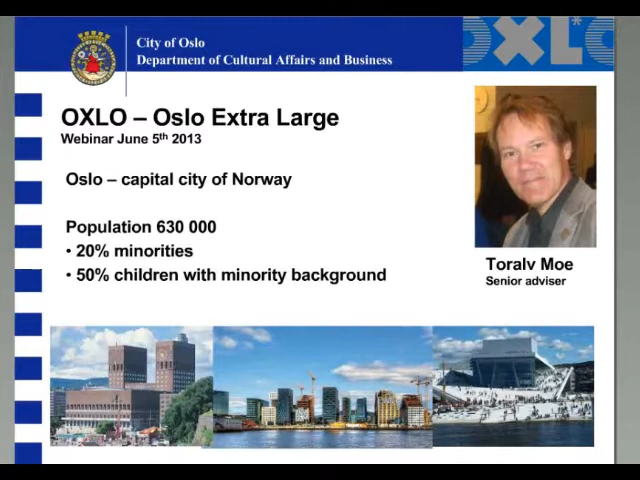 City of Oslo
Department of Cultural Affairs and Business
OXLO*
OXLO – Oslo Extra Large
Webinar June 5th 2013
Oslo – capital city of Norway
Population 630 000
• 20% minorities
• 50% children with minority background
Toralv Moe
Senior adviser